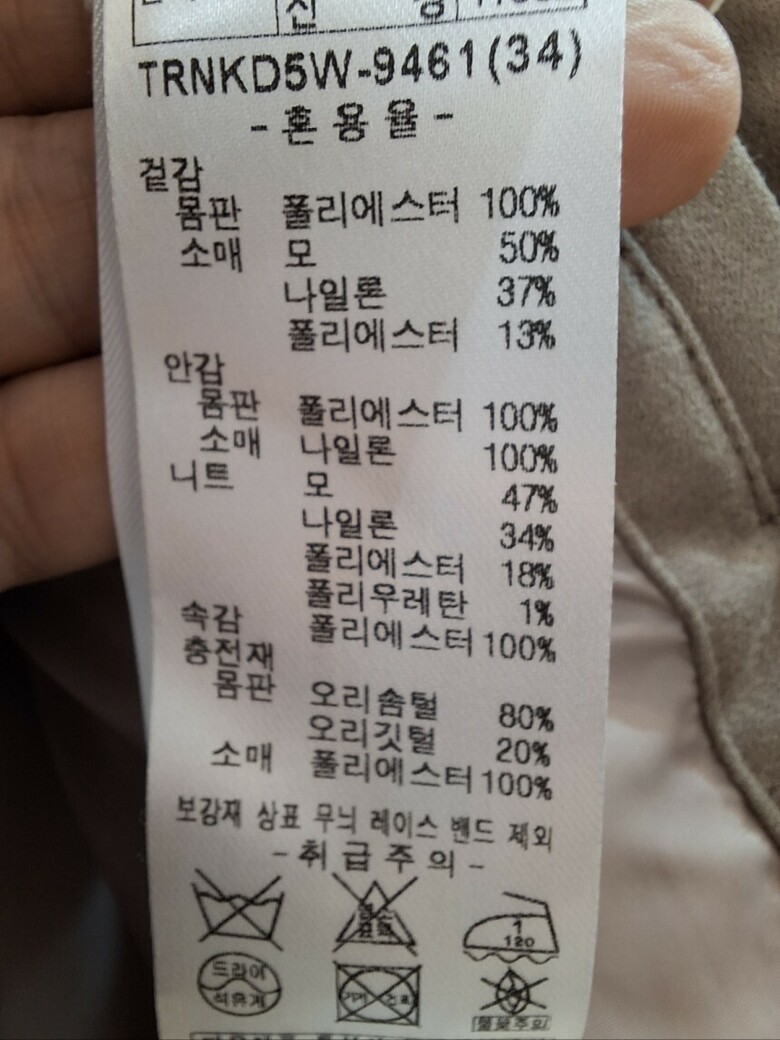 TRNKD5W-9461(34)
- 혼용율 -
겉감
몸판 폴리에스터 100%
소매 모 50%
나일론 37%
폴리에스터 13%
안감
몸판 폴리에스터 100%
소매 나일론 100%
니트 모 47%
나일론 34%
폴리에스터 18%
폴리우레탄 1%
속감 폴리에스터 100%
충전재
몸판 오리솜털 80%
오리깃털 20%
소매 폴리에스터 100%
보강재 상표 무늬 레이스 밴드 제외
- 취급주의 -
1
120
드라이
석유계
불꽃주의